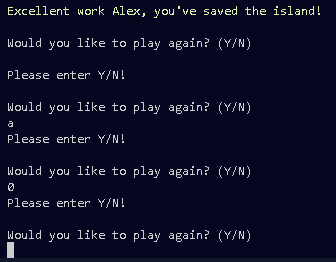 Excellent work Alex, you've saved the island!
Would you like to play again? (Y/N)
Please enter Y/N!
Would you like to play again? (Y/N)
a
Please enter Y/N!
Would you like to play again? (Y/N)
0
Please enter Y/N!
Would you like to play again? (Y/N)